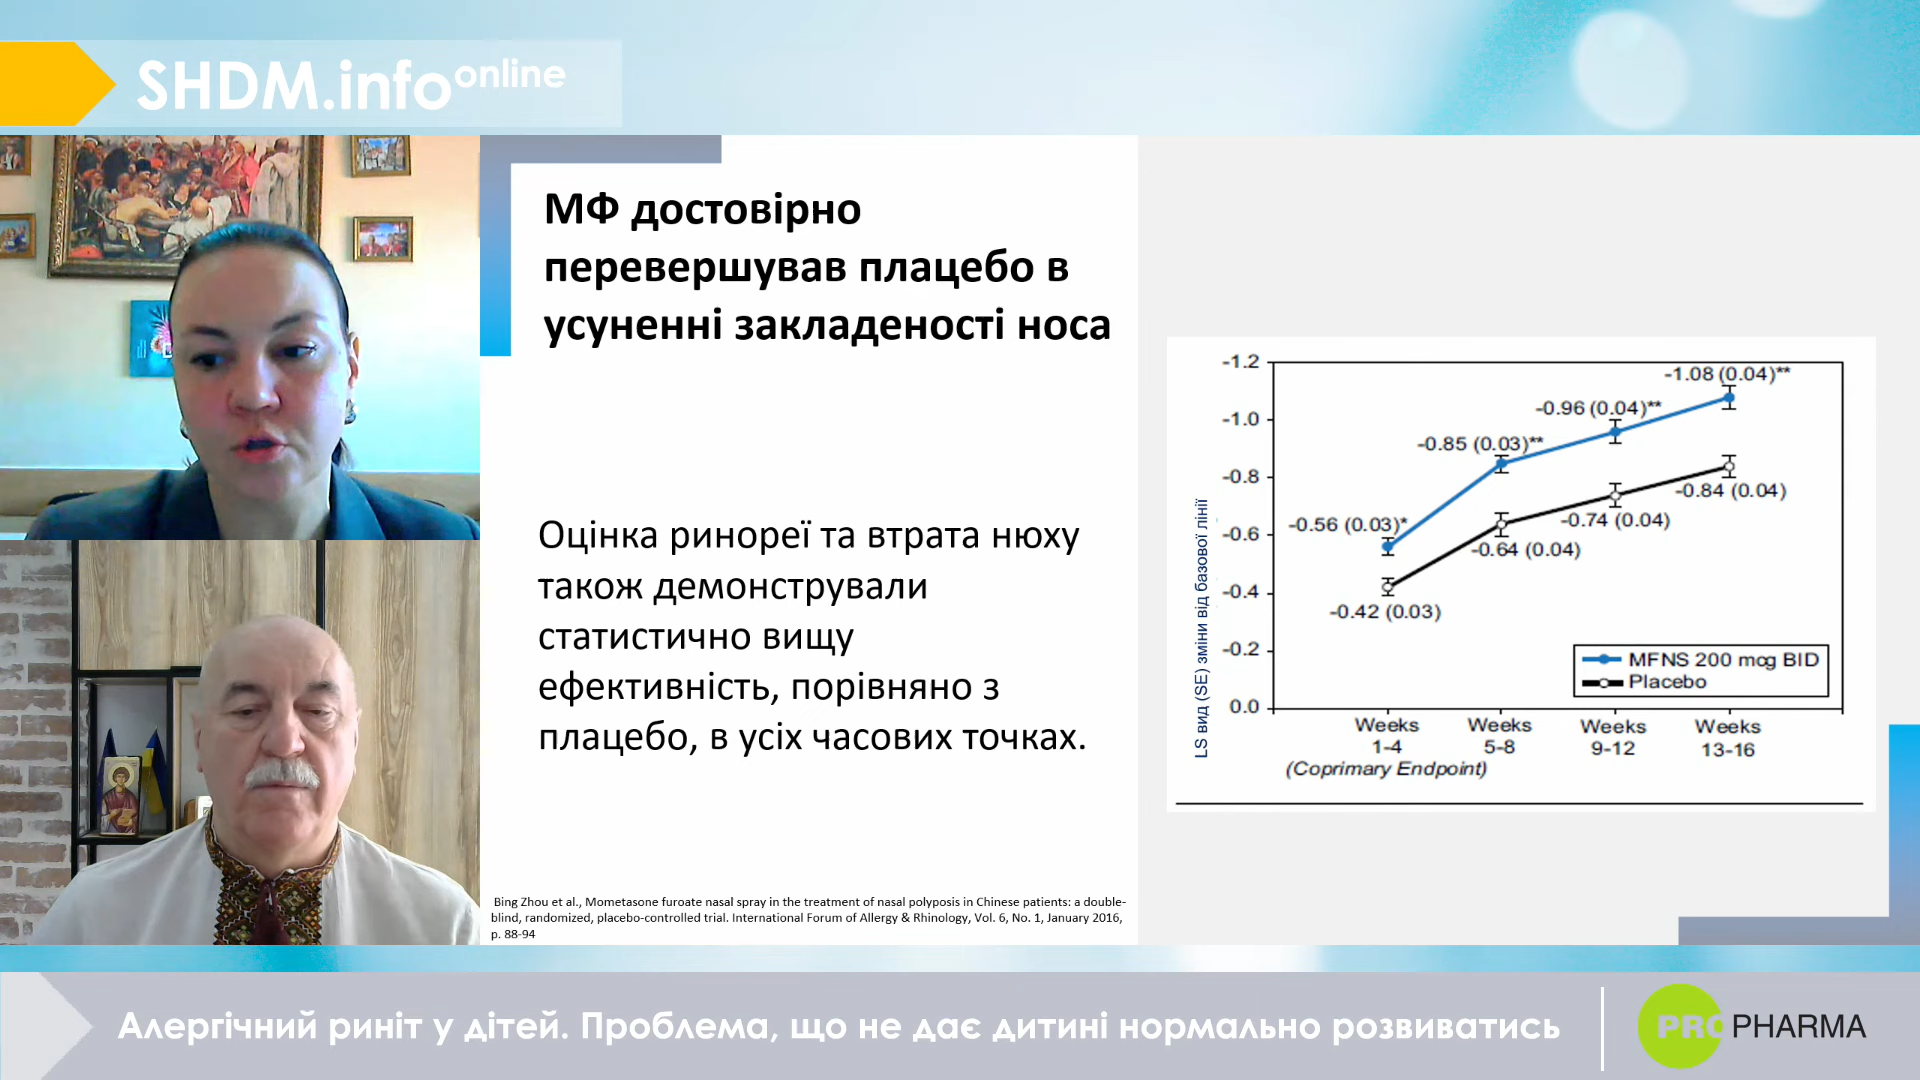 SHDM.info online
МФ достовірно
перевершував плацебо в
усуненні закладеності носа
Оцінка ринореї та втрата нюху
також демонстрували
статистично вищу
ефективність, порівняно з
плацебо, в усіх часових точках.
Bing Zhou et al., Mometasone furoate nasal spray in the treatment of nasal polyposis in Chinese patients: a double-
blind, randomized, placebo-controlled trial. International Forum of Allergy & Rhinology, Vol. 6, No. 1, January 2016,
p. 88-94
LS вид (SE) зміни від базової лінії
-1.2
-1.0
-0.8
-0.6
-0.4
-0.2
0.0
-0.56 (0.03)*
-0.85 (0.03)**
-0.96 (0.04)**
-1.08 (0.04)**
-0.42 (0.03)
-0.64 (0.04)
-0.74 (0.04)
-0.84 (0.04)
MFNS 200 mcg BID
Placebo
Weeks
1-4
Weeks
5-8
Weeks
9-12
Weeks
13-16
(Coprimary Endpoint)
Алергічний риніт у дітей. Проблема, що не дає дитині нормально розвиватись
PRO PHARMA